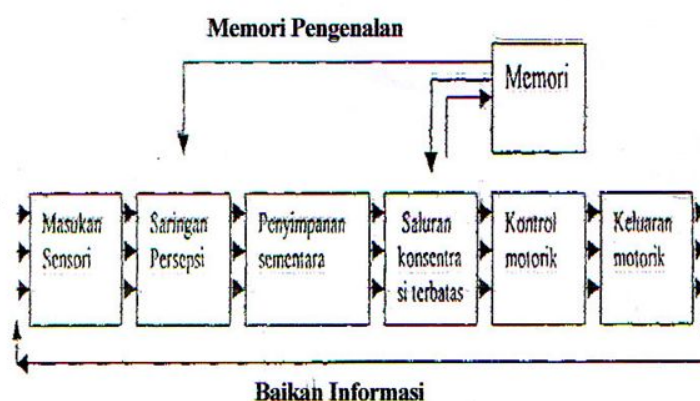 Memori Pengenalan
Memori
Masukan
Sensori
Saringan
Persepsi
Penyimpanan
sementara
Saluran
konsentra
si terbatas
Kontrol
motorik
Keluaran
motorik
Baikan Informasi